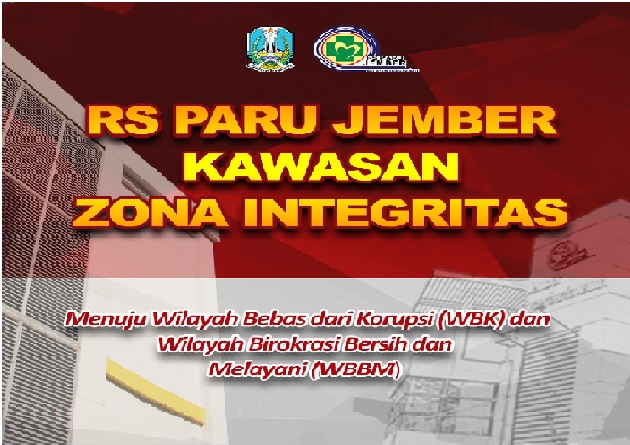 RS PARU JEMBER
KAWASAN
ZONA INTEGRITAS
Menuju Wilayah Bebas dari Korupsi (WBK) dan
Wilayah Birokrasi Bersih dan
Melayani (WBBM)